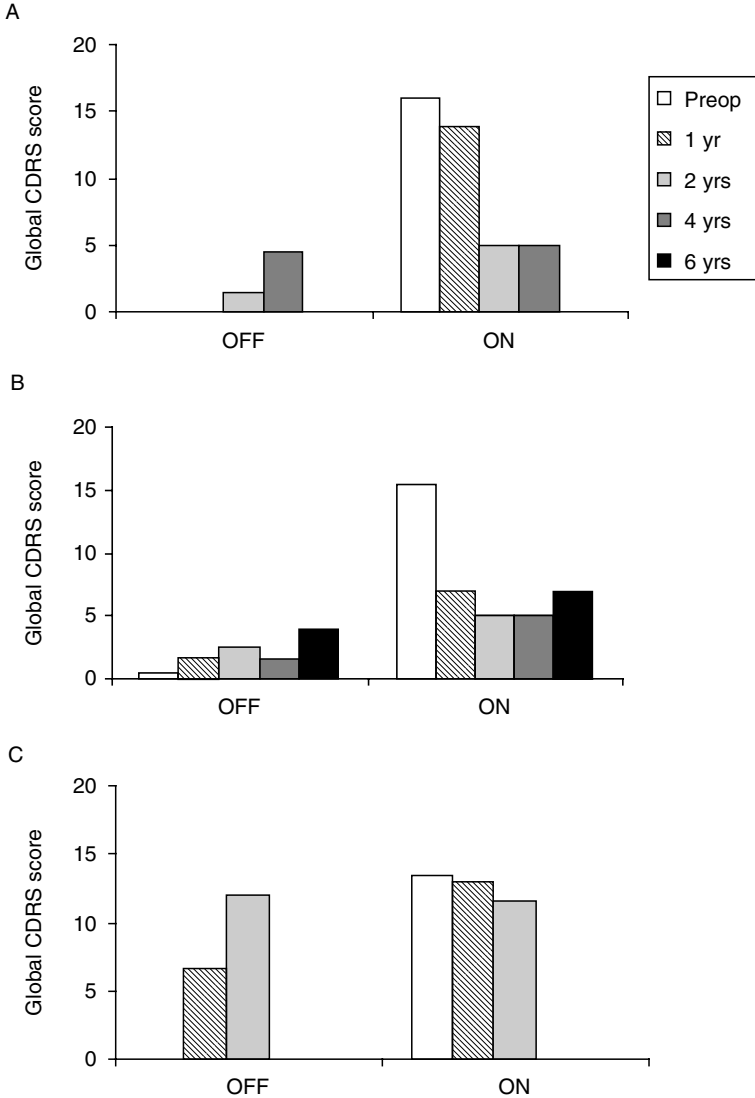 A
Global CDRS score
20
15
10
5
0
OFF
ON
Preop
1 yr
2 yrs
4 yrs
6 yrs
B
Global CDRS score
20
15
10
5
0
OFF
ON
C
Global CDRS score
20
15
10
5
0
OFF
ON